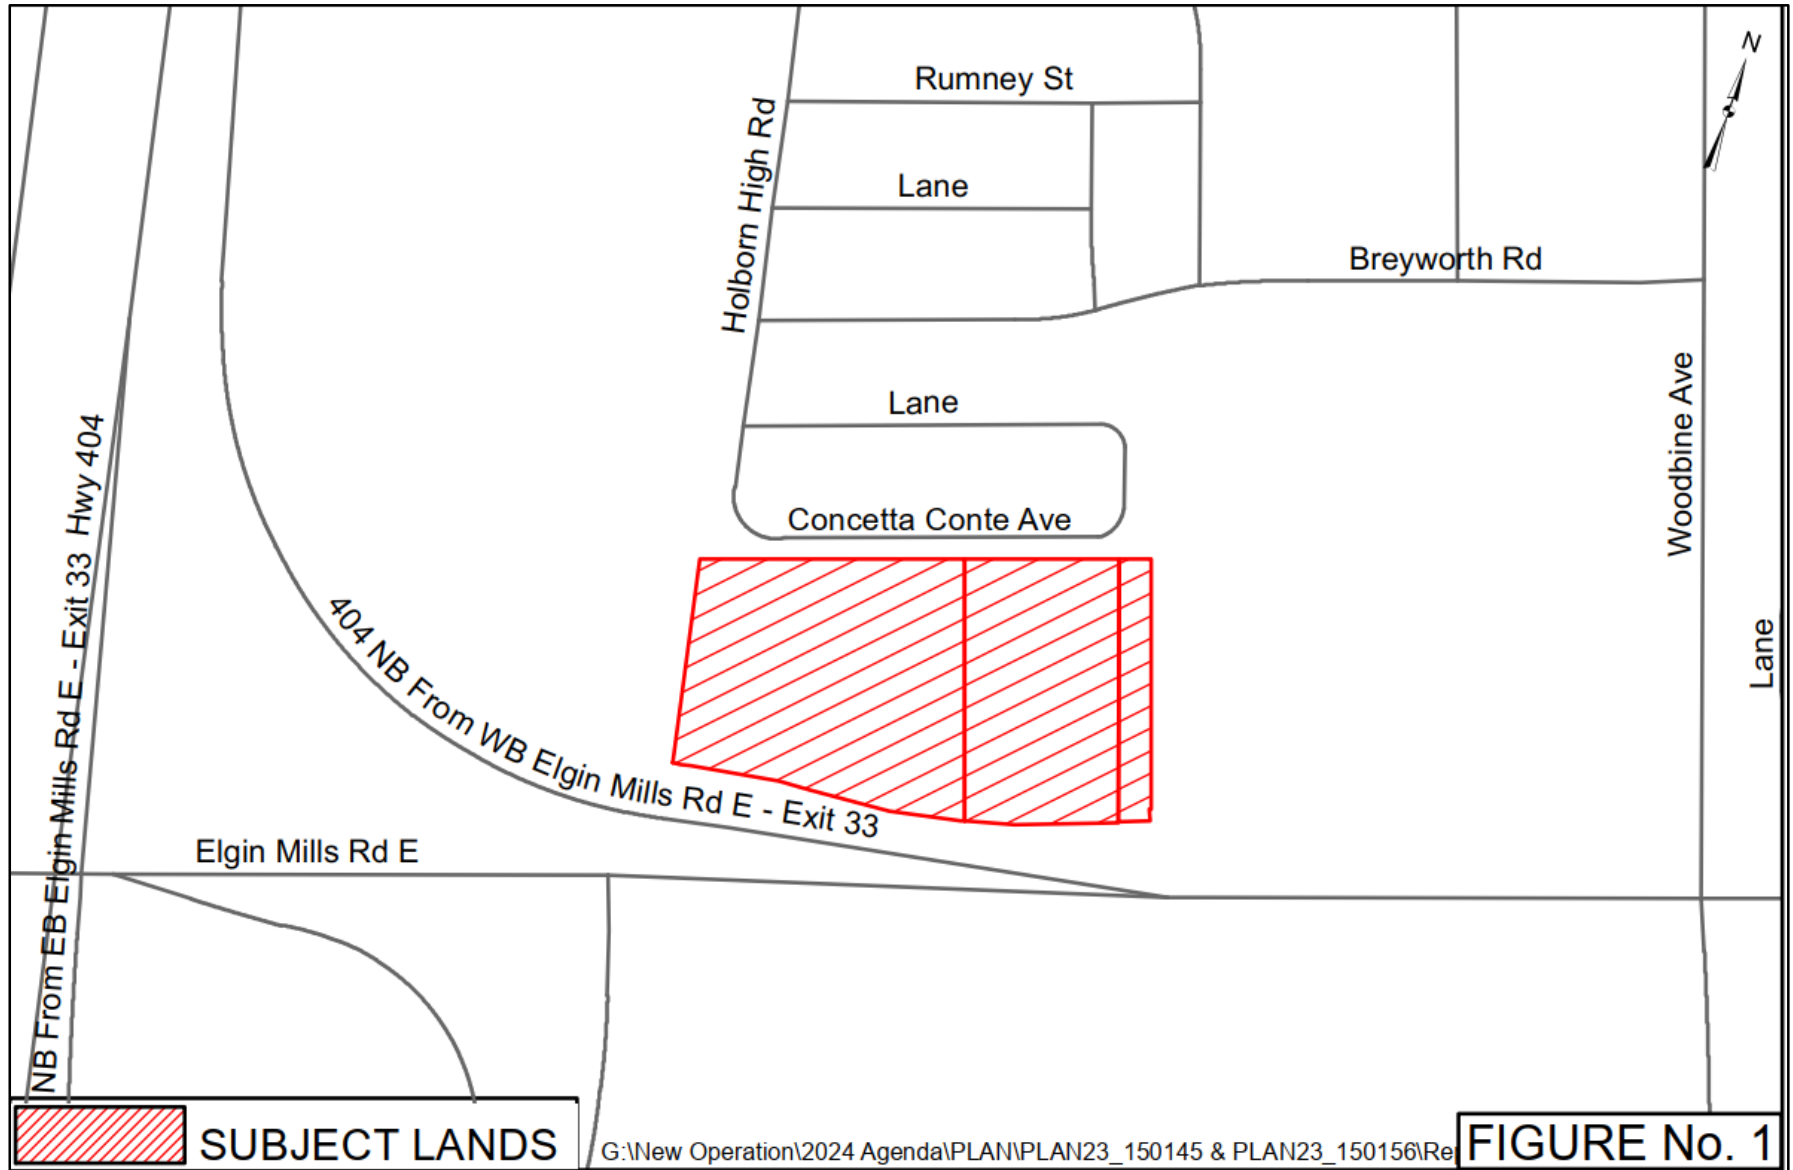 N
Rumney St
Holborn High Rd
Lane
Breyworth Rd
Woodbine Ave
Lane
Concetta Conte Ave
Lane
NB From EB Elgin Mills Rd E - Exit 33 Hwy 404
404 NB From WB Elgin Mills Rd E - Exit 33
Elgin Mills Rd E
SUBJECT LANDS
G:\New Operation\2024 Agenda\PLAN\PLAN23_150145 & PLAN23_150156\Re
FIGURE No. 1